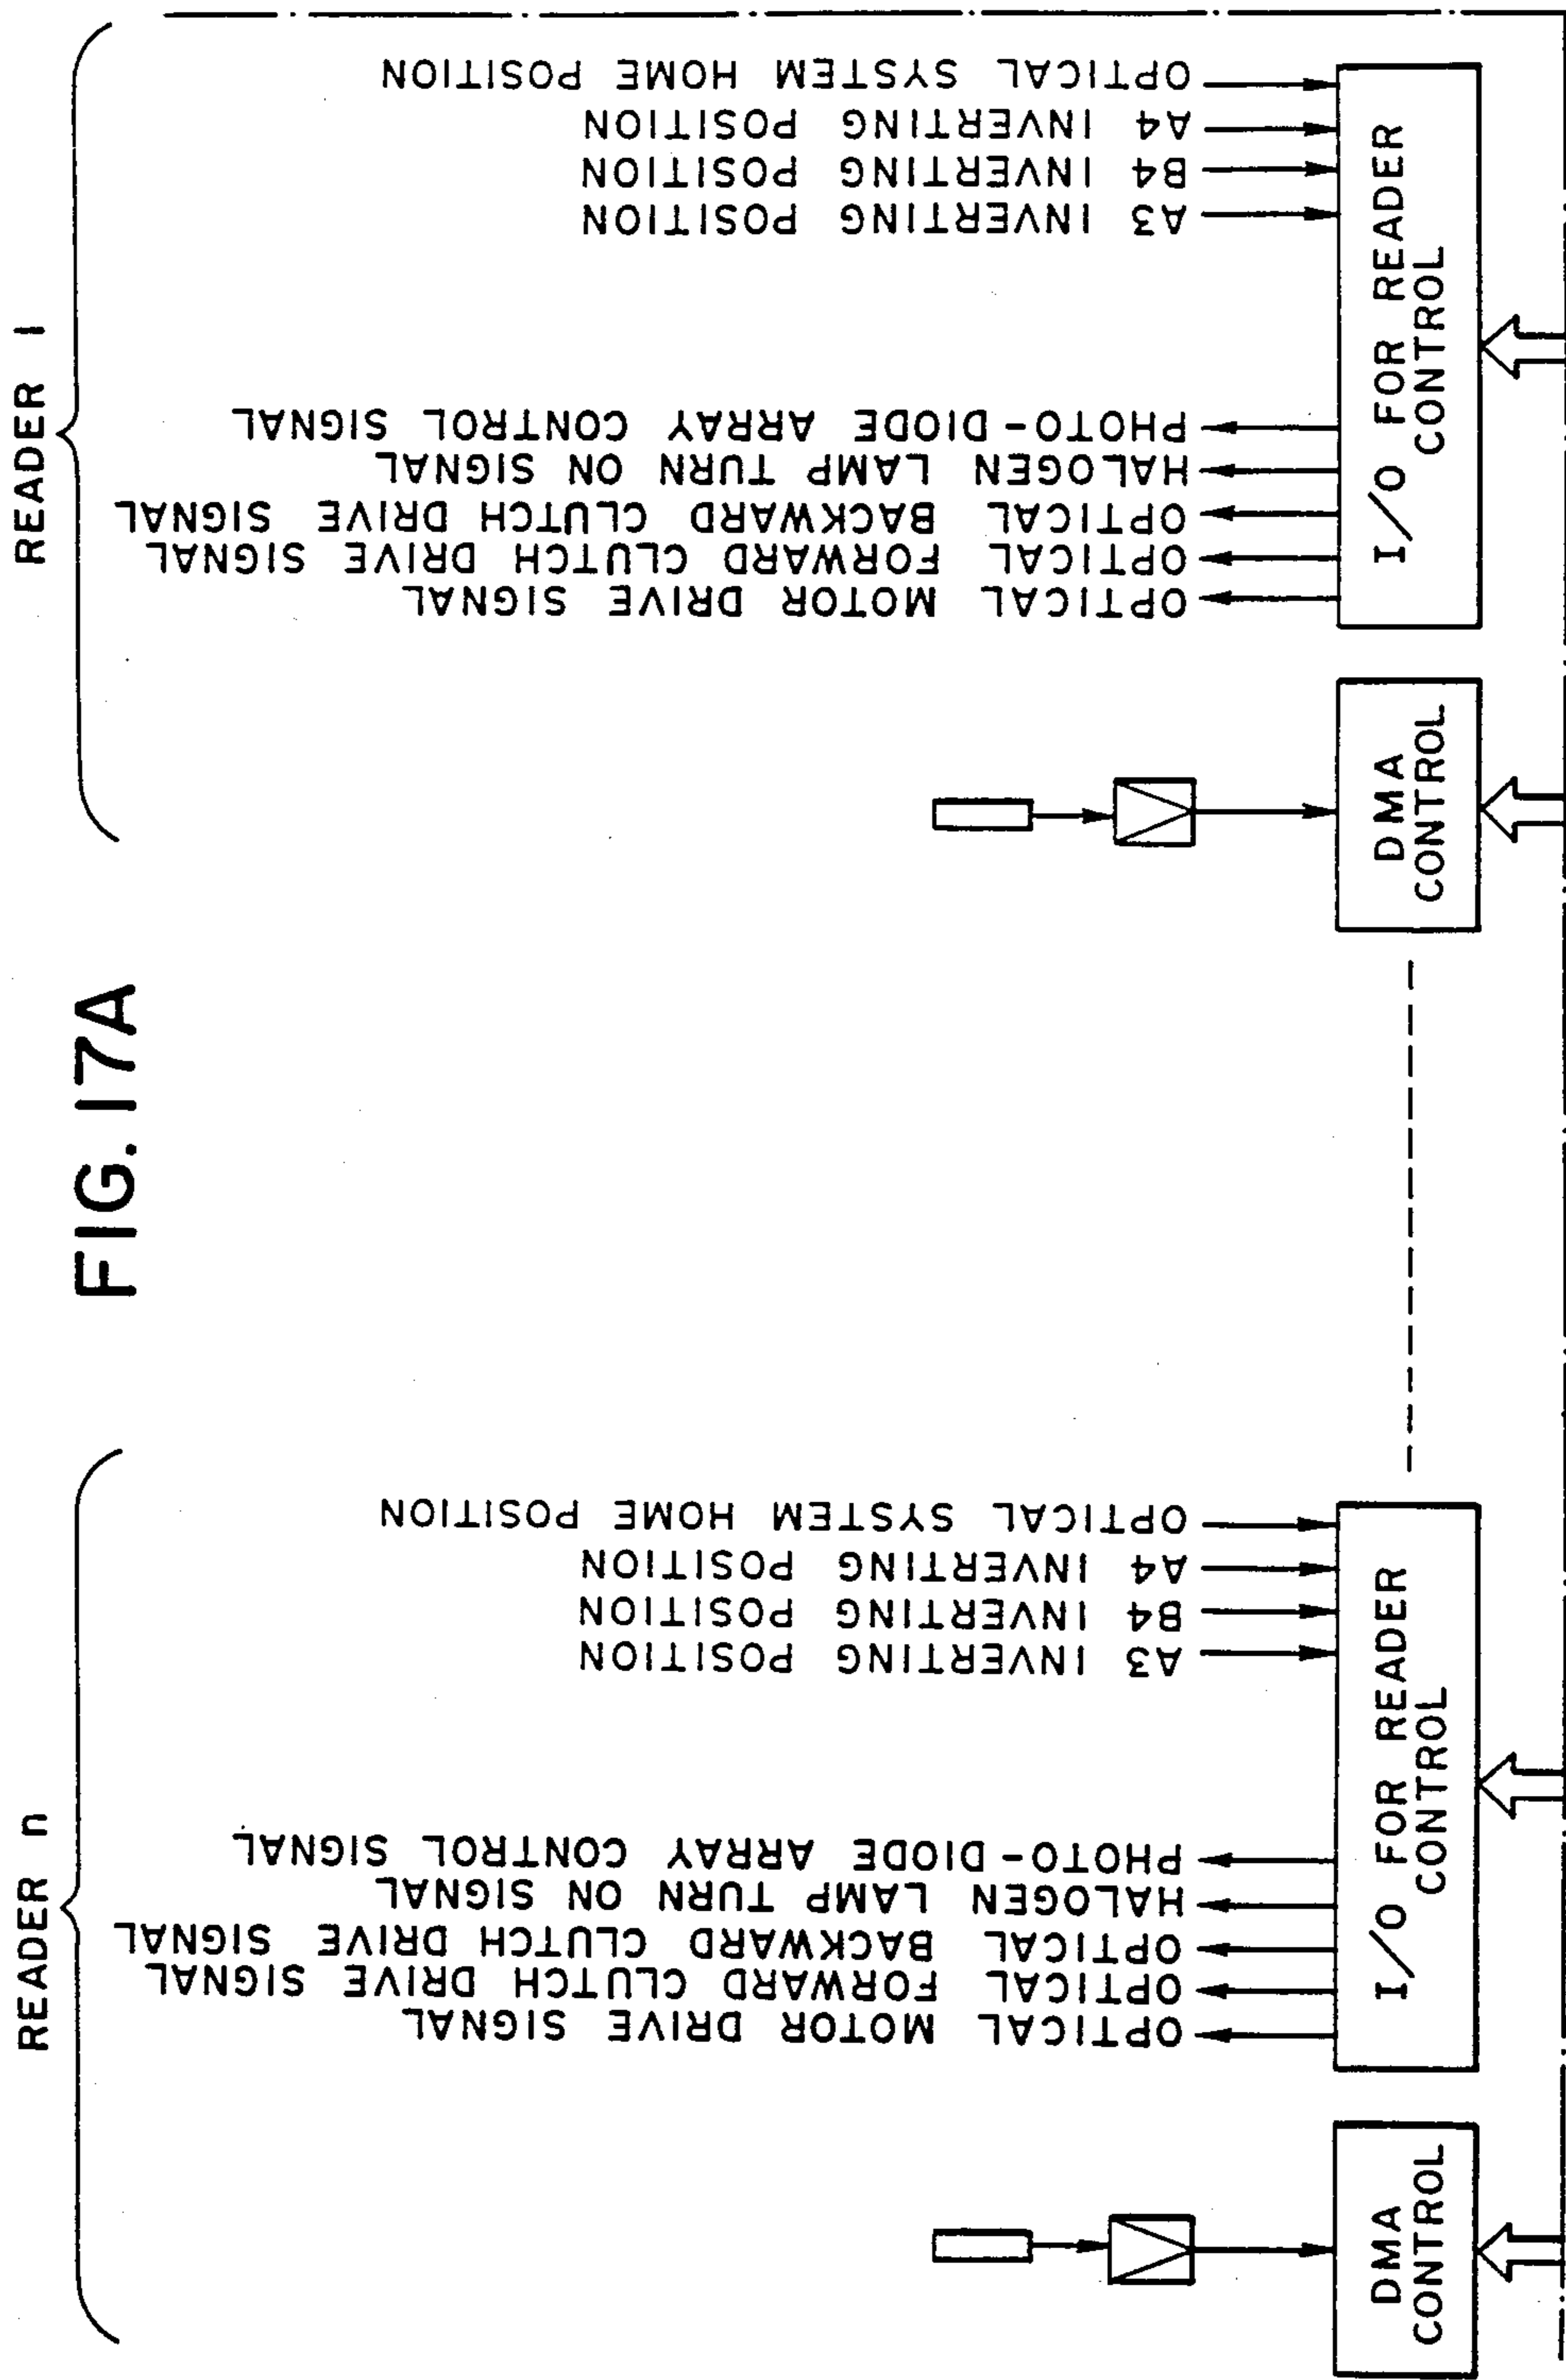 FIG. 17A
READER n
OPTICAL SYSTEM HOME POSITION
A4 INVERTING POSITION
B4 INVERTING POSITION
A3 INVERTING POSITION
PHOTO-DIODE ARRAY CONTROL SIGNAL
HALOGEN LAMP TURN ON SIGNAL
OPTICAL BACKWARD CLUTCH DRIVE SIGNAL
OPTICAL FORWARD CLUTCH DRIVE SIGNAL
OPTICAL MOTOR DRIVE SIGNAL
DMA
CONTROL
I/O FOR READER
CONTROL
READER 1
OPTICAL SYSTEM HOME POSITION
A4 INVERTING POSITION
B4 INVERTING POSITION
A3 INVERTING POSITION
PHOTO-DIODE ARRAY CONTROL SIGNAL
HALOGEN LAMP TURN ON SIGNAL
OPTICAL BACKWARD CLUTCH DRIVE SIGNAL
OPTICAL FORWARD CLUTCH DRIVE SIGNAL
OPTICAL MOTOR DRIVE SIGNAL
DMA
CONTROL
I/O FOR READER
CONTROL